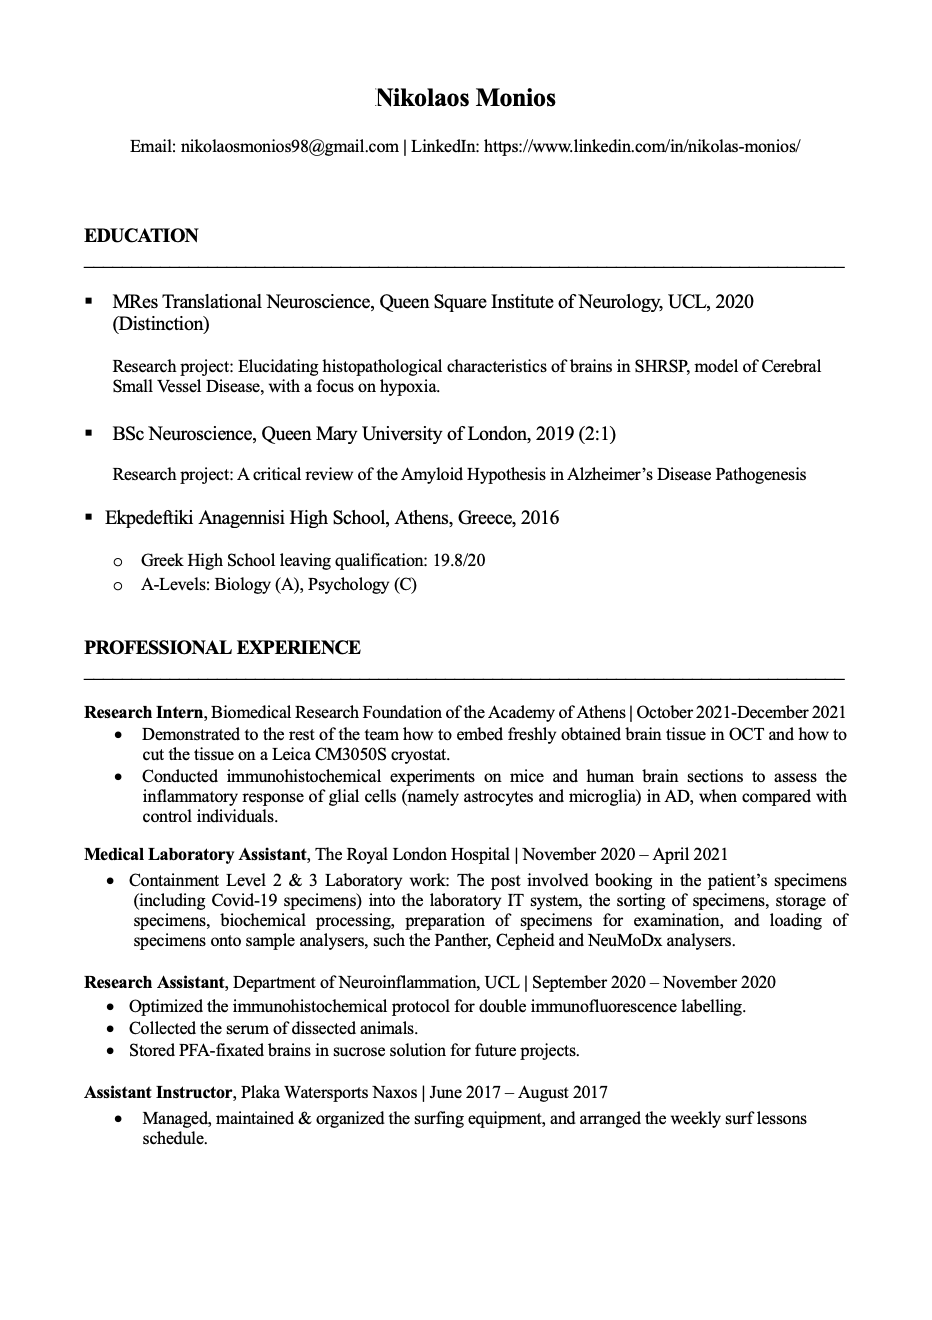 Nikolaos Monios
Email: nikolaosmonios98@gmail.com | LinkedIn: https://www.linkedin.com/in/nikolas-monios/
EDUCATION
▪ MRes Translational Neuroscience, Queen Square Institute of Neurology, UCL, 2020
(Distinction)
Research project: Elucidating histopathological characteristics of brains in SHRSP, model of Cerebral
Small Vessel Disease, with a focus on hypoxia.
▪ BSc Neuroscience, Queen Mary University of London, 2019 (2:1)
Research project: A critical review of the Amyloid Hypothesis in Alzheimer’s Disease Pathogenesis
▪ Ekpedeftiki Anagennisi High School, Athens, Greece, 2016
o Greek High School leaving qualification: 19.8/20
o A-Levels: Biology (A), Psychology (C)
PROFESSIONAL EXPERIENCE
Research Intern, Biomedical Research Foundation of the Academy of Athens | October 2021-December 2021
• Demonstrated to the rest of the team how to embed freshly obtained brain tissue in OCT and how to
cut the tissue on a Leica CM3050S cryostat.
• Conducted immunohistochemical experiments on mice and human brain sections to assess the
inflammatory response of glial cells (namely astrocytes and microglia) in AD, when compared with
control individuals.
Medical Laboratory Assistant, The Royal London Hospital | November 2020 – April 2021
• Containment Level 2 & 3 Laboratory work: The post involved booking in the patient’s specimens
(including Covid-19 specimens) into the laboratory IT system, the sorting of specimens, storage of
specimens, biochemical processing, preparation of specimens for examination, and loading of
specimens onto sample analysers, such the Panther, Cepheid and NeuMoDx analysers.
Research Assistant, Department of Neuroinflammation, UCL | September 2020 – November 2020
• Optimized the immunohistochemical protocol for double immunofluorescence labelling.
• Collected the serum of dissected animals.
• Stored PFA-fixated brains in sucrose solution for future projects.
Assistant Instructor, Plaka Watersports Naxos | June 2017 – August 2017
• Managed, maintained & organized the surfing equipment, and arranged the weekly surf lessons
schedule.